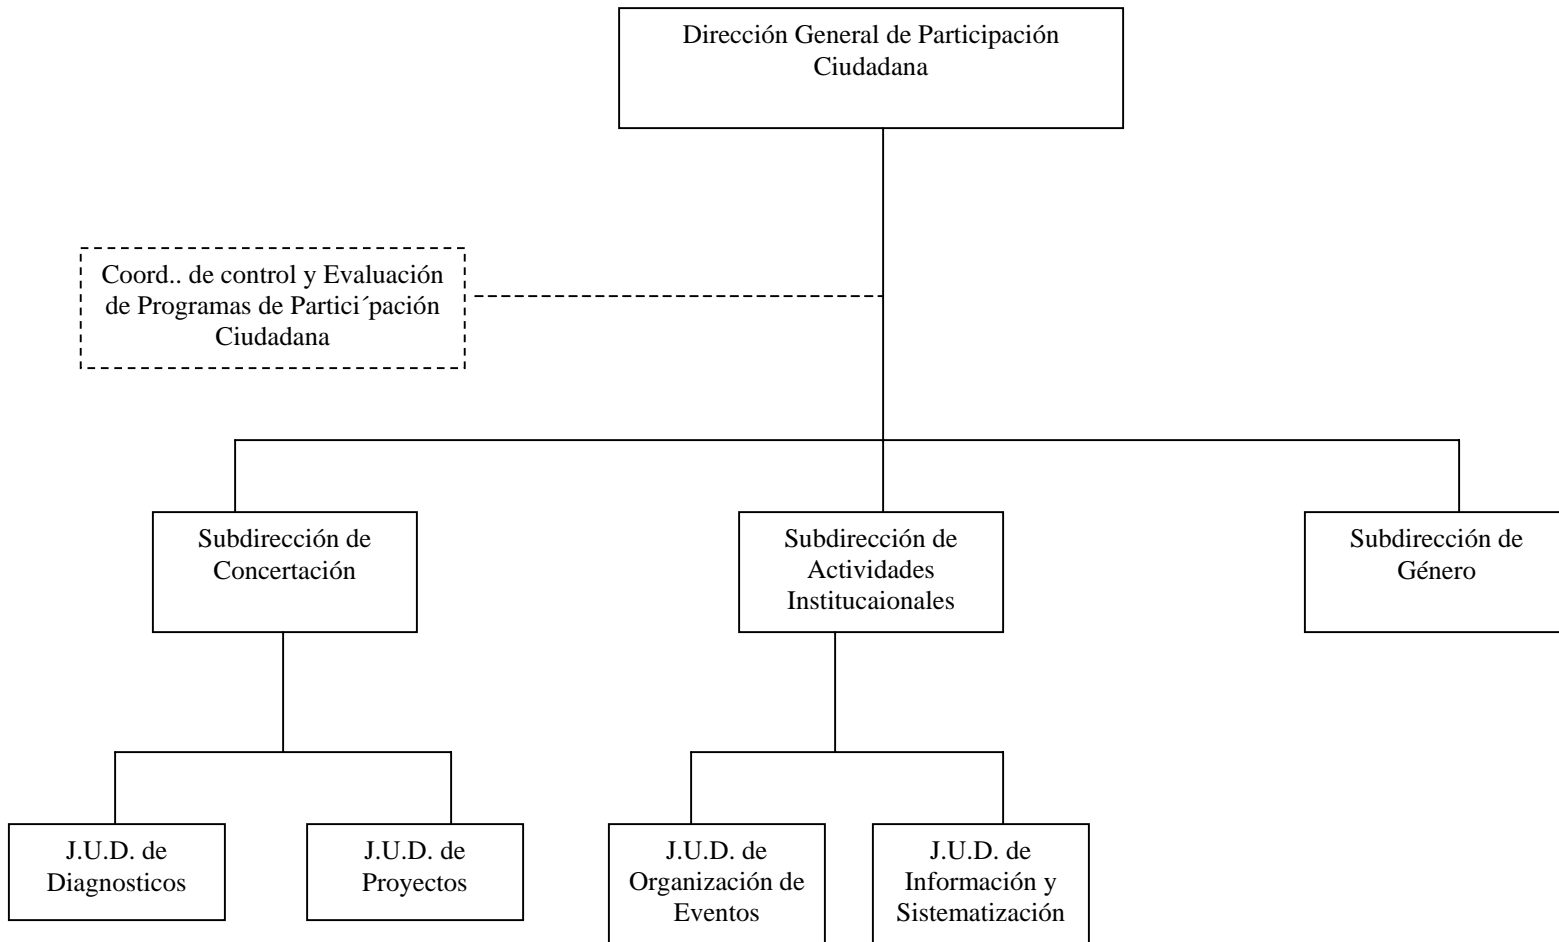 Dirección General de Participación
Ciudadana
Coord.. de control y Evaluación
de Programas de Partici´pación
Ciudadana
Subdirección de
Concertación
Subdirección de
Actividades
Institucaionales
Subdirección de
Género
J.U.D. de
Diagnosticos
J.U.D. de
Proyectos
J.U.D. de
Organización de
Eventos
J.U.D. de
Información y
Sistematización